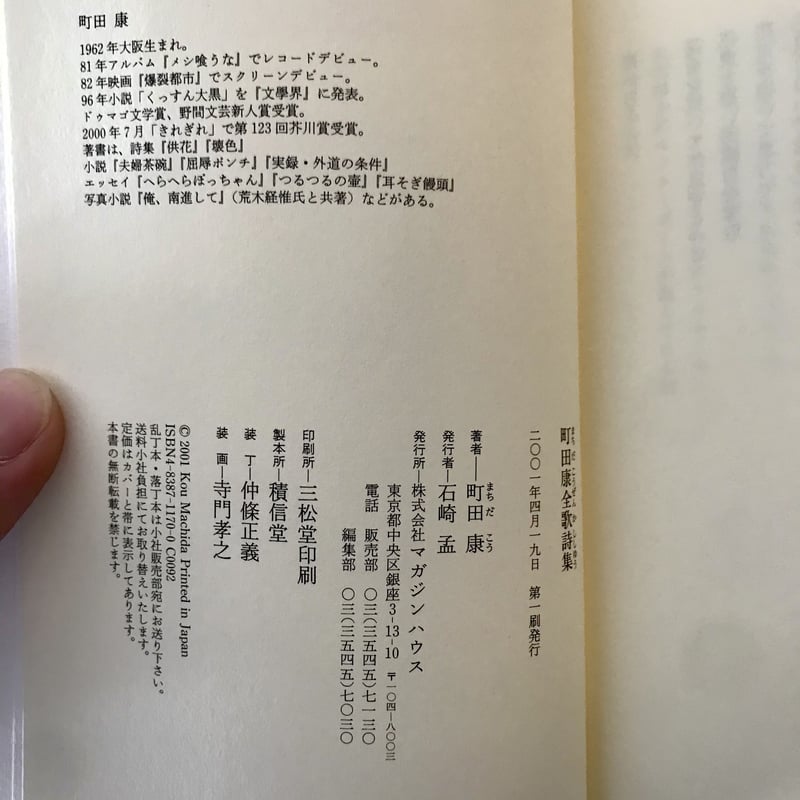 町田 康
1962年大阪生まれ。
81年アルバム『メシ喰うな』でレコードデビュー。
82年映画『爆裂都市』でスクリーンデビュー。
96年小説「くっすん大黒」を『文學界』に発表。
ドゥマゴ文学賞、野間文芸新人賞受賞。
2000年7月「きれぎれ」で第123回芥川賞受賞。
著書は、詩集『供花』『壊色』
小説『夫婦茶碗』『屈辱ポンチ』『実録・外道の条件』
エッセイ『へらへらぼっちゃん』『つるつるの壺』『耳そぎ饅頭』
写真小説『俺、南進して』(荒木経惟氏と共著)などがある。
町田康全歌詩集
まちだこうぜんかししゅう
二〇〇一年四月一九日 第一刷発行
著者―町田 康
まちだ こう
発行者―石崎 孟
発行所―株式会社 マガジンハウス
東京都中央区銀座3-13-10 〒一〇四-八〇〇三
電話 販売部 〇三(三五四五)七一三〇
編集部 〇三(三五四五)七〇三〇
印刷所―三松堂印刷
製本所―積信堂
装 丁―仲條正義
装 画―寺門孝之
© 2001 Kou Machida Printed in Japan
ISBN4-8387-1170-0 C0092
乱丁本・落丁本は小社販売部宛にお送り下さい。
送料小社負担にてお取り替えいたします。
定価はカバーと帯に表示してあります。
本書の無断転載を禁じます。